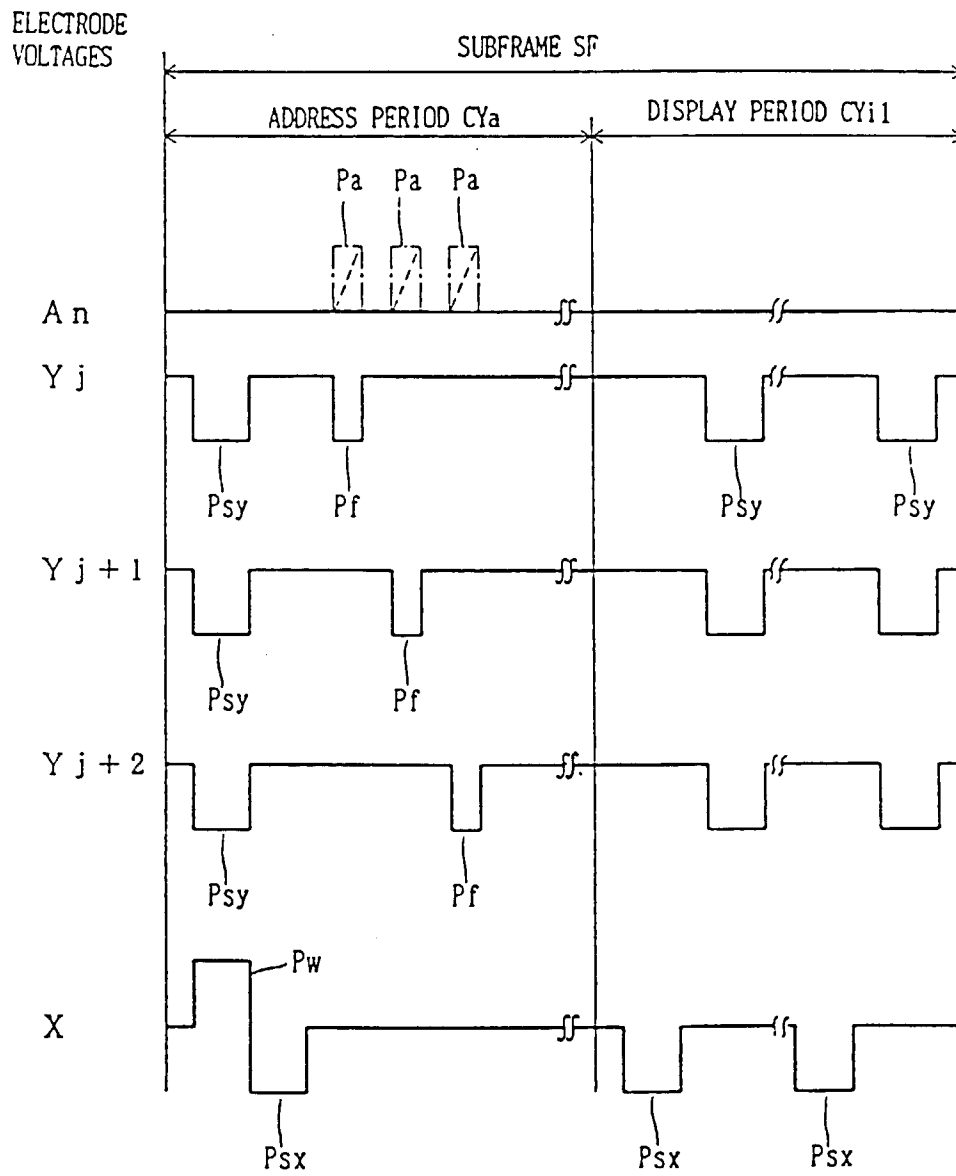 ELECTRODE
VOLTAGES
SUBFRAME SF
ADDRESS PERIOD CYa
DISPLAY PERIOD CYi1
Pa Pa Pa
An
Yj
Psy Pf Psy Psy
Yj+1
Psy Pf
Yj+2
Psy Pf
Pw
X
Psx Psx Psx